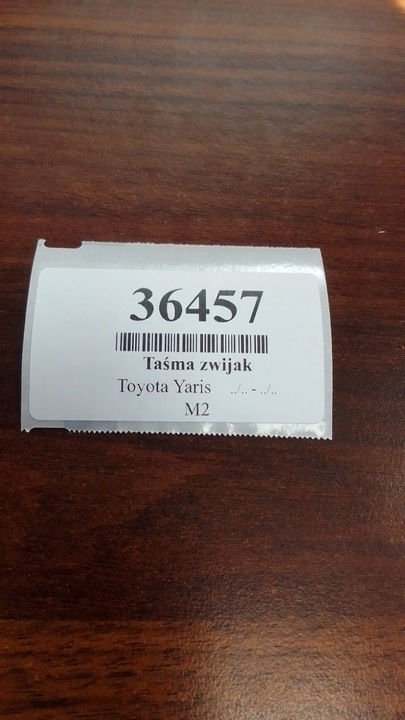 36457
Taśma zwijak
Toyota Yaris ../.. - ../..
M2